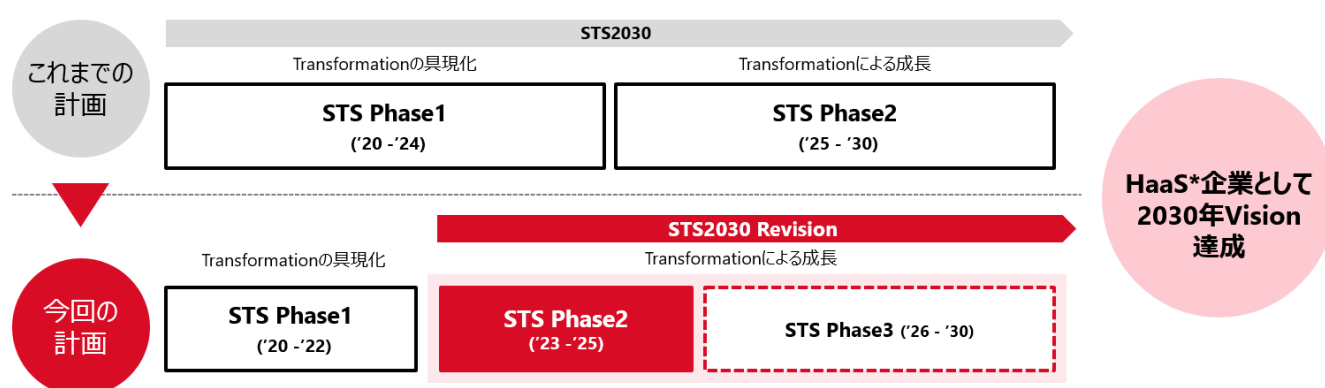 STS2030
これまでの
計画
Transformationの具現化
Transformationによる成長
STS Phase1
('20 -'24)
STS Phase2
('25 - '30)
HaaS*企業として
2030年Vision
達成
STS2030 Revision
Transformationの具現化
Transformationによる成長
今回の
計画
STS Phase1
('20 -'22)
STS Phase2
('23 -'25)
STS Phase3 ('26 - '30)